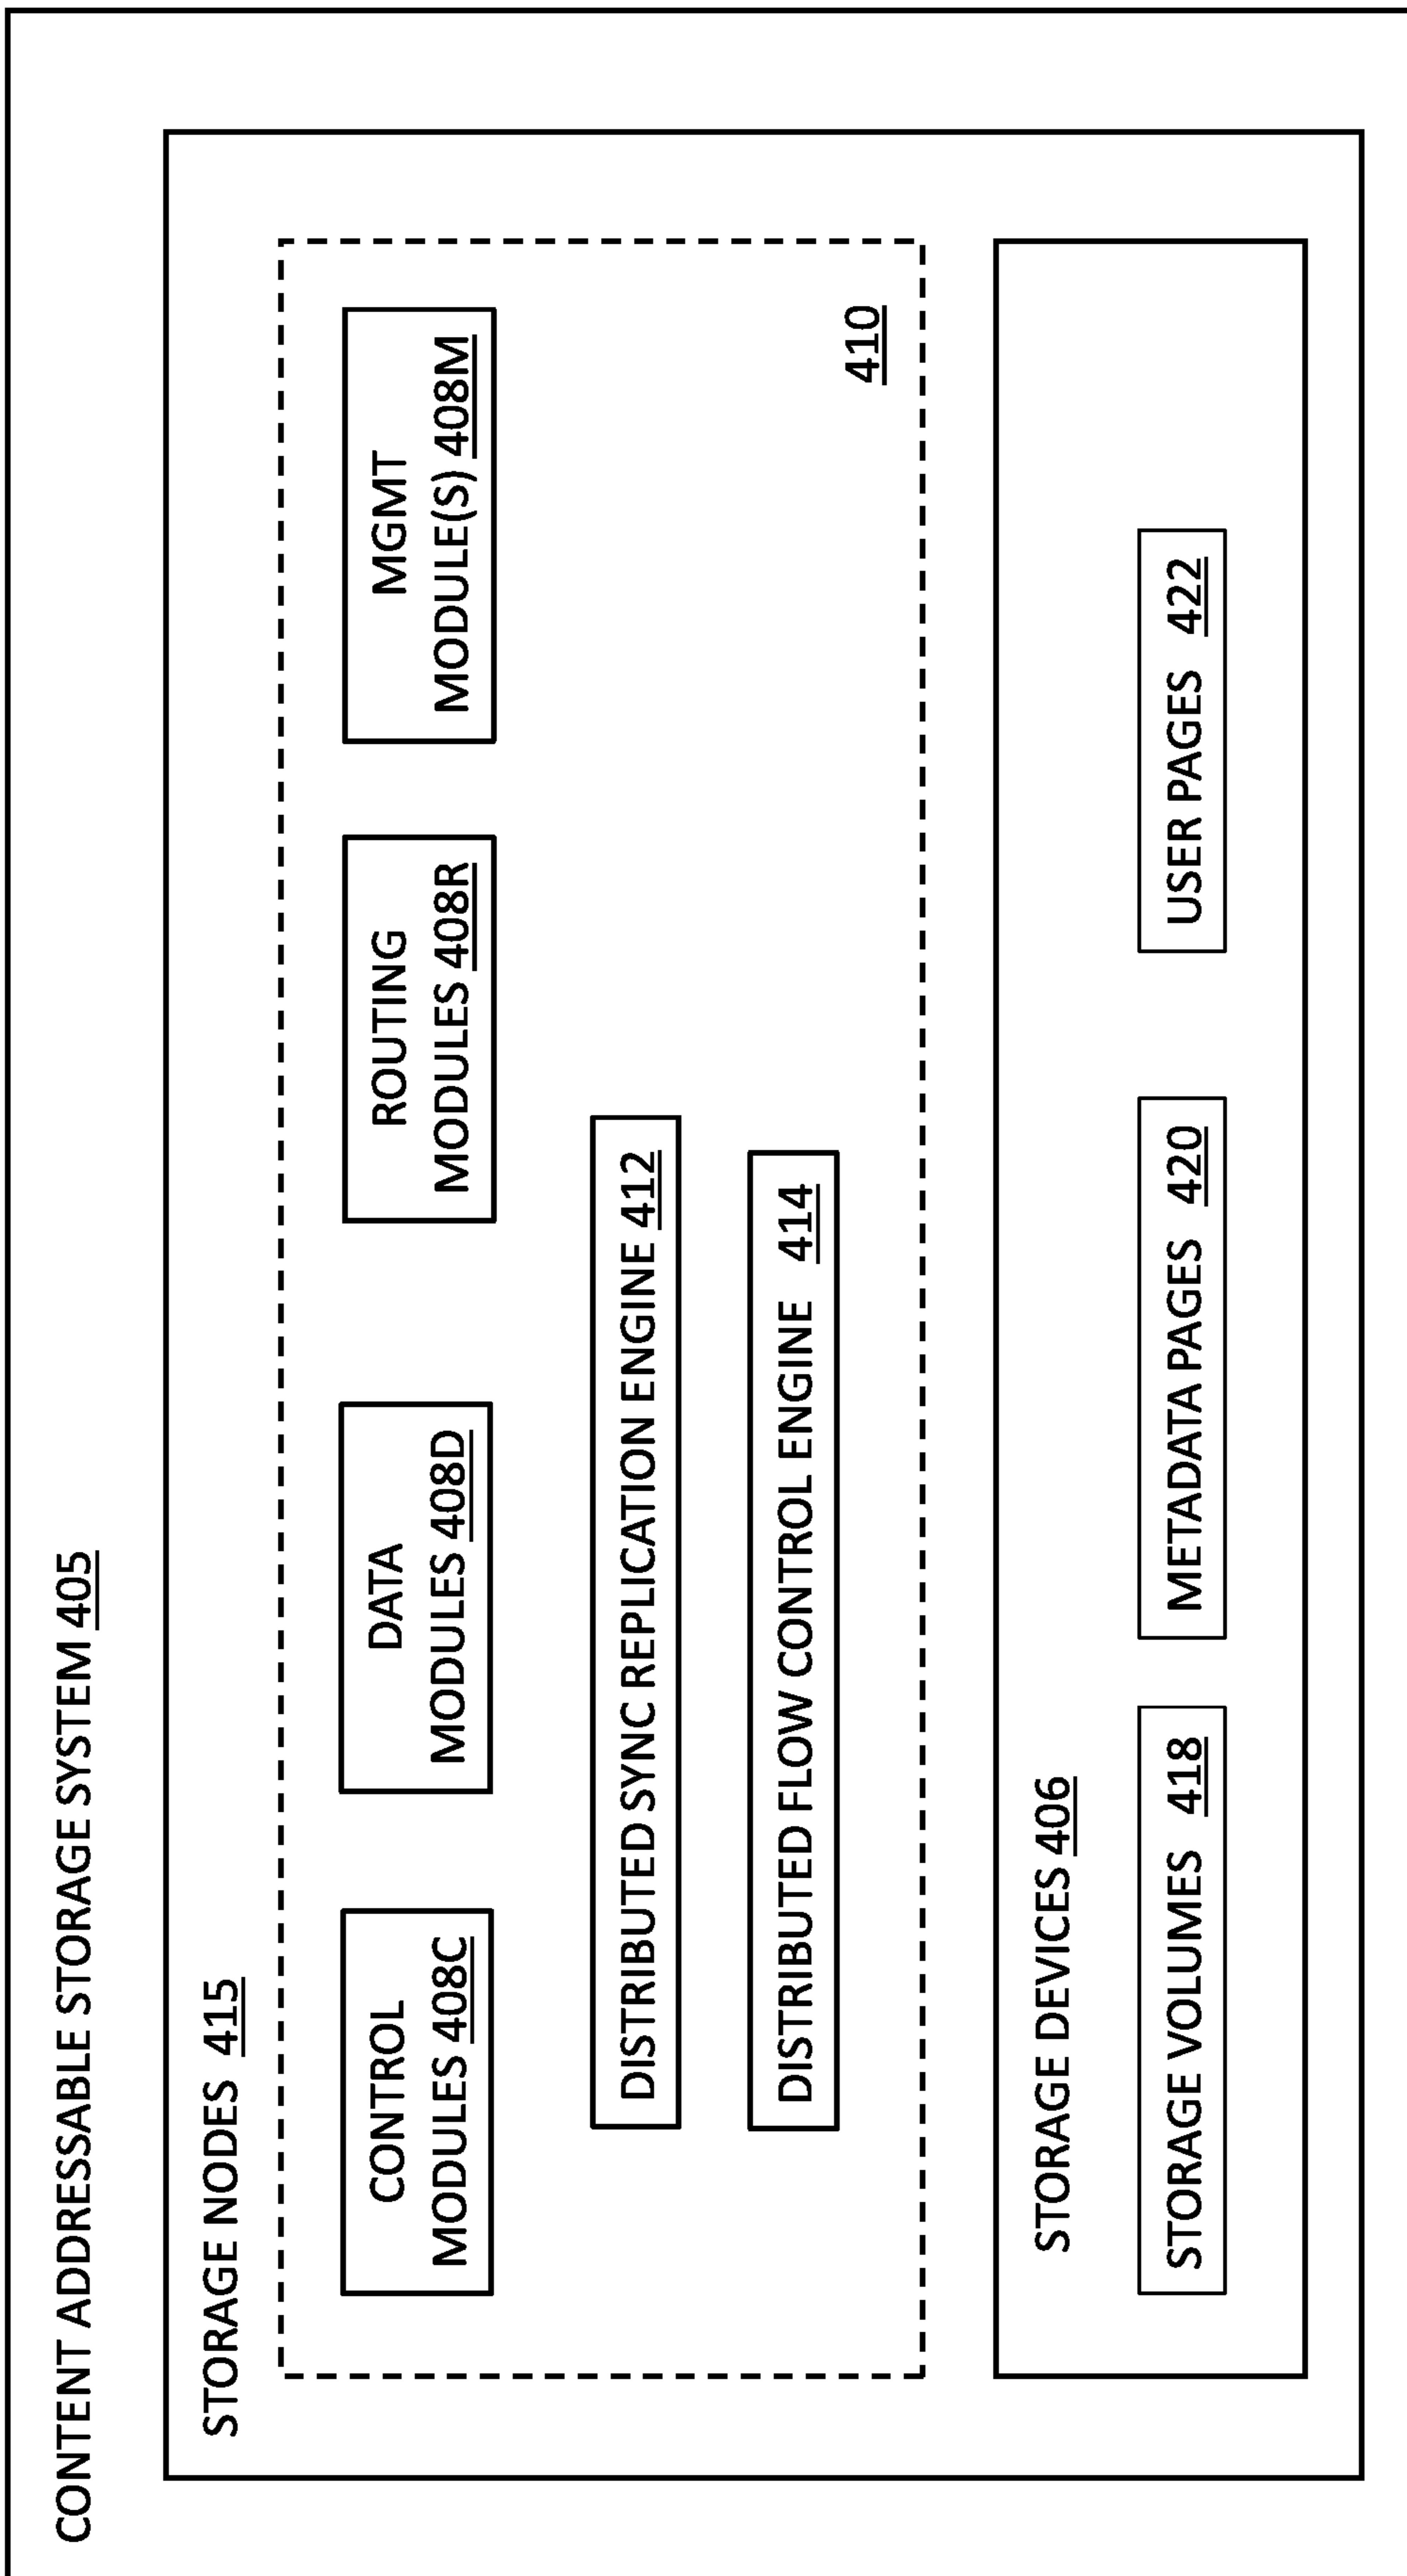 CONTENT ADDRESSABLE STORAGE SYSTEM 405
STORAGE NODES 415
CONTROL
MODULES 408C
DATA
MODULES 408D
ROUTING
MODULES 408R
MGMT
MODULE(S) 408M
DISTRIBUTED SYNC REPLICATION ENGINE 412
DISTRIBUTED FLOW CONTROL ENGINE 414
410
STORAGE DEVICES 406
STORAGE VOLUMES 418
METADATA PAGES 420
USER PAGES 422